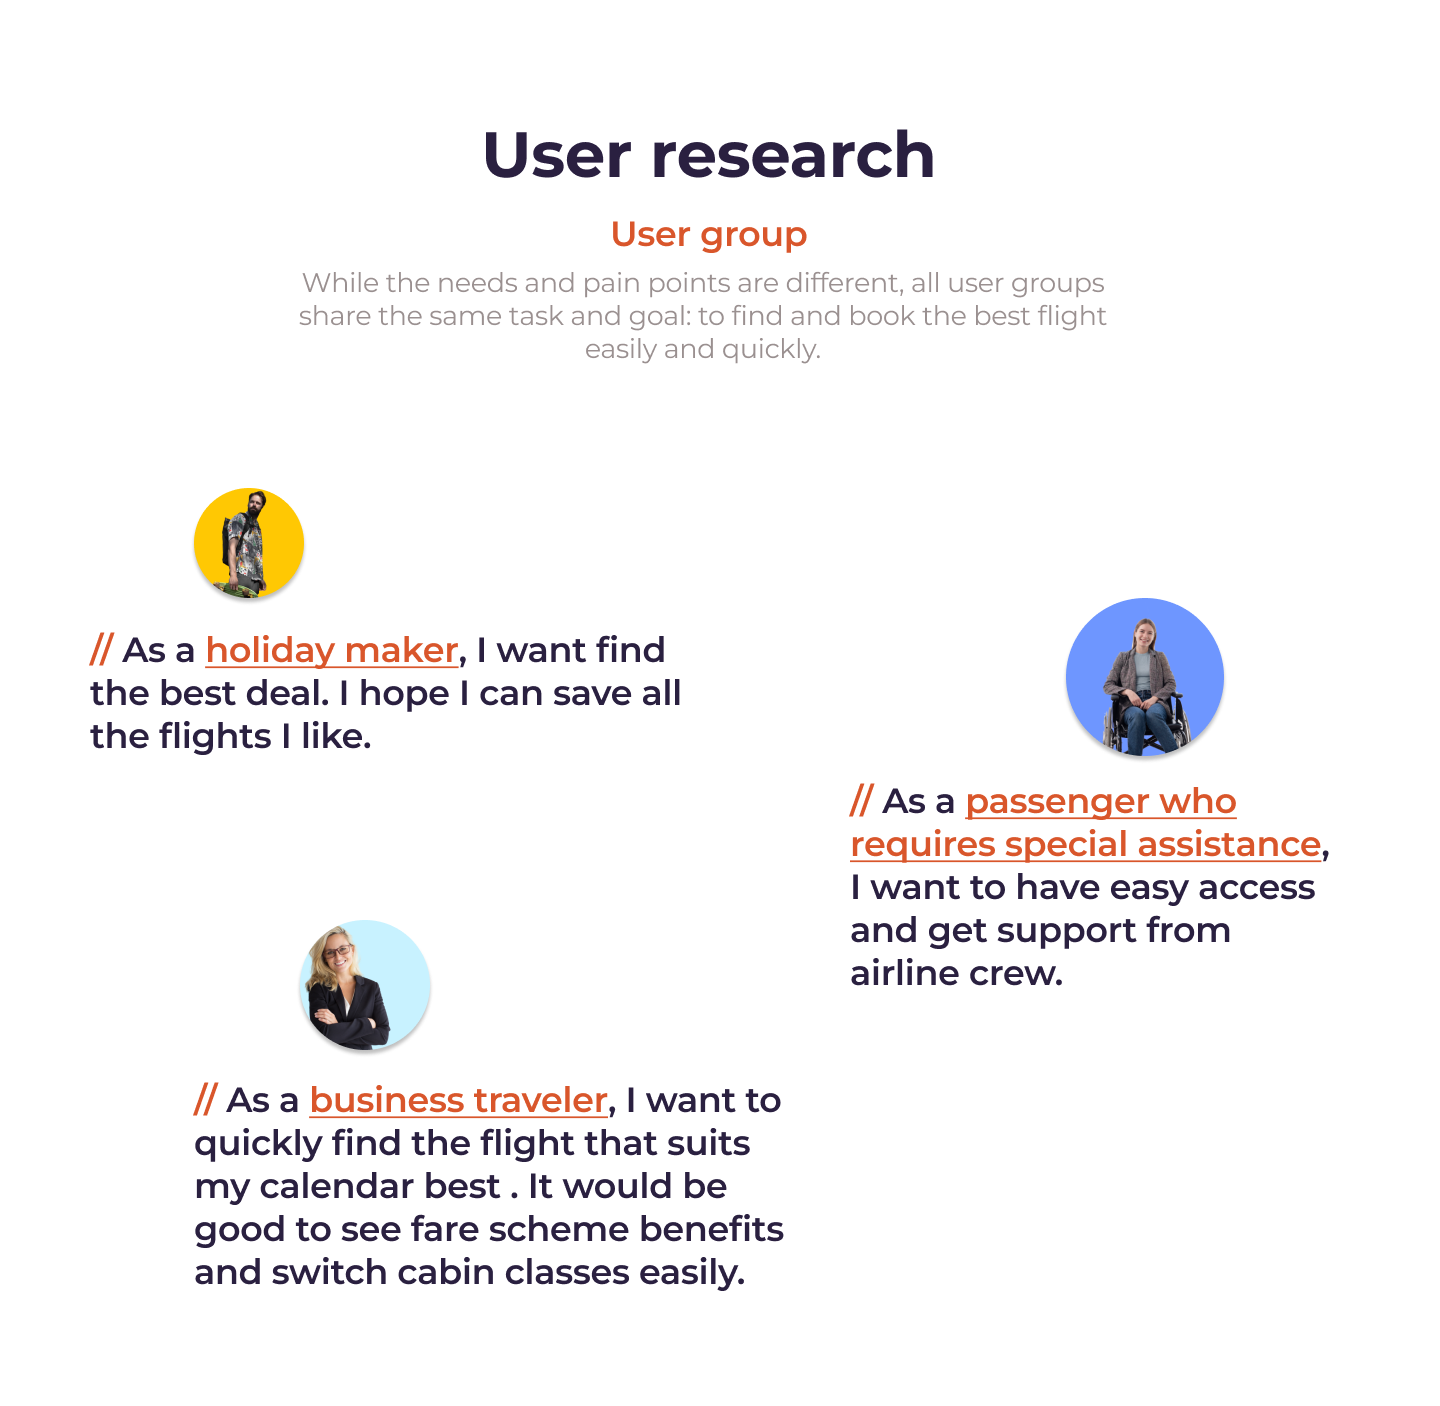 User research
User group
While the needs and pain points are different, all user groups
share the same task and goal: to find and book the best flight
easily and quickly.
// As a holiday maker, I want find
the best deal. I hope I can save all
the flights I like.
// As a passenger who
requires special assistance,
I want to have easy access
and get support from
airline crew.
// As a business traveler, I want to
quickly find the flight that suits
my calendar best . It would be
good to see fare scheme benefits
and switch cabin classes easily.